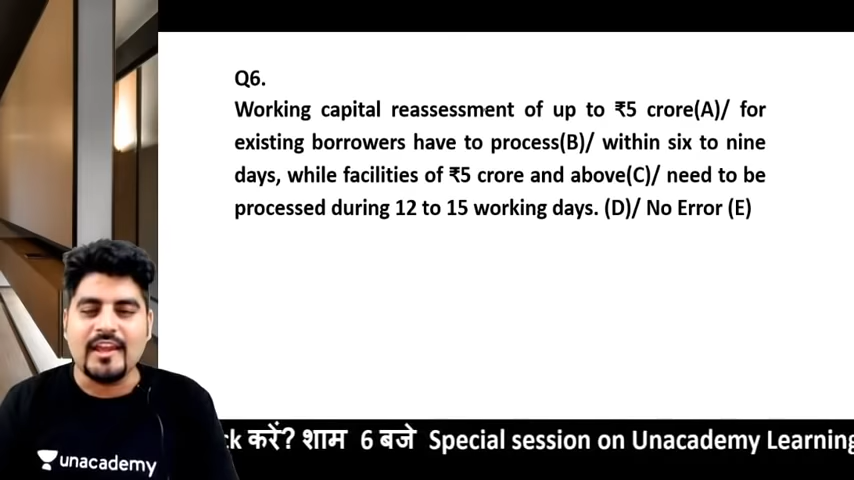 Q6.
Working capital reassessment of up to ₹5 crore(A)/ for
existing borrowers have to process(B)/ within six to nine
days, while facilities of ₹5 crore and above(C)/ need to be
processed during 12 to 15 working days. (D)/ No Error (E)
unacademy
ck करें? शाम 6 बजे Special session on Unacademy Learning